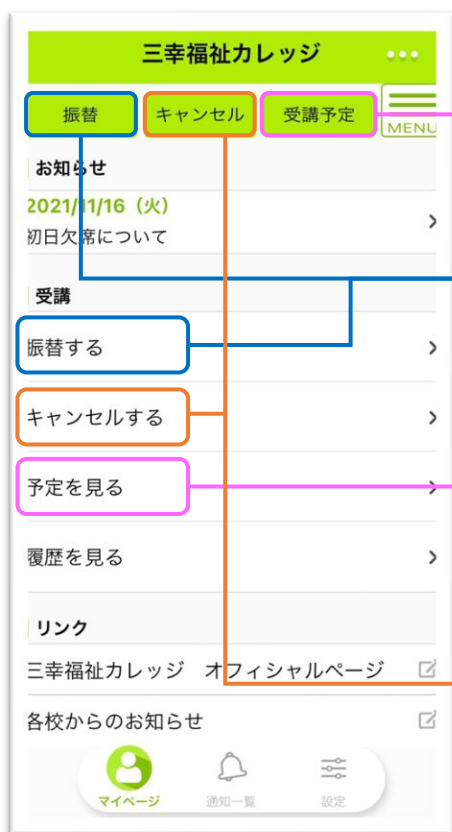 三幸福祉カレッジ
振替 キャンセル 受講予定 MENU
お知らせ
2021/11/16（火）
初日欠席について
受講
振替する
キャンセルする
予定を見る
履歴を見る
リンク
三幸福祉カレッジ　オフィシャルページ
各校からのお知らせ
マイページ 通知一覧 設定